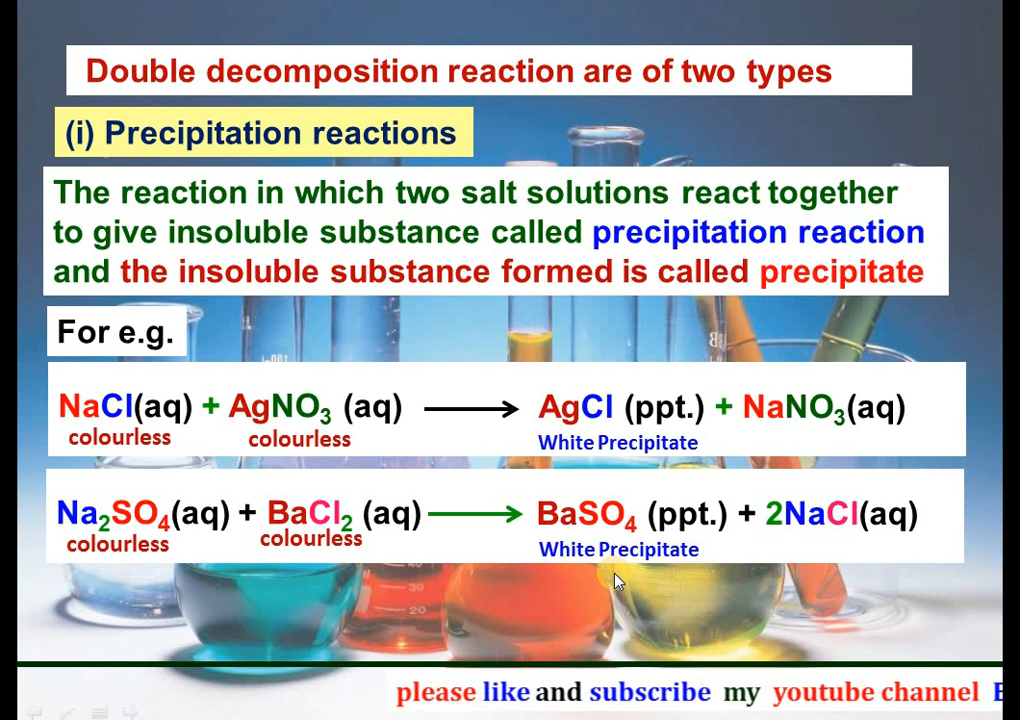 Double decomposition reaction are of two types
(i) Precipitation reactions
The reaction in which two salt solutions react together
to give insoluble substance called precipitation reaction
and the insoluble substance formed is called precipitate
For e.g.
NaCl(aq) + AgNO₃ (aq) ⟶ AgCl (ppt.) + NaNO₃(aq)
colourless colourless White Precipitate
Na₂SO₄(aq) + BaCl₂ (aq) ⟶ BaSO₄ (ppt.) + 2NaCl(aq)
colourless colourless White Precipitate
40
30
20
please like and subscribe my youtube channel E